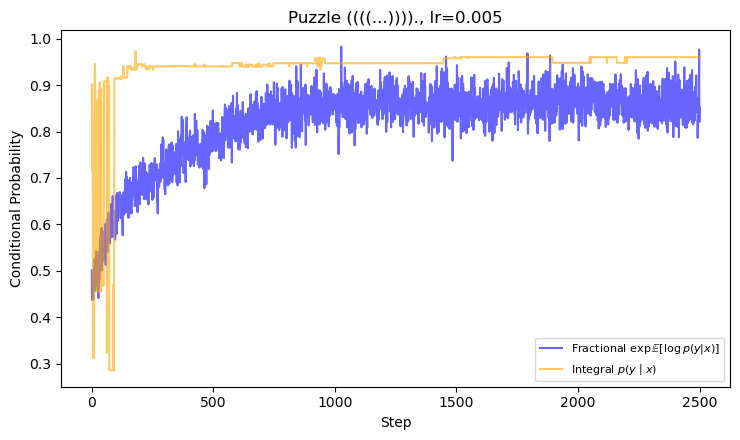 Puzzle ((((...))))., lr=0.005
Conditional Probability
1.0
0.9
0.8
0.7
0.6
0.5
0.4
0.3
Fractional exp𝔼[log p(y|x)]
Integral p(y | x)
0
500
1000
1500
2000
2500
Step